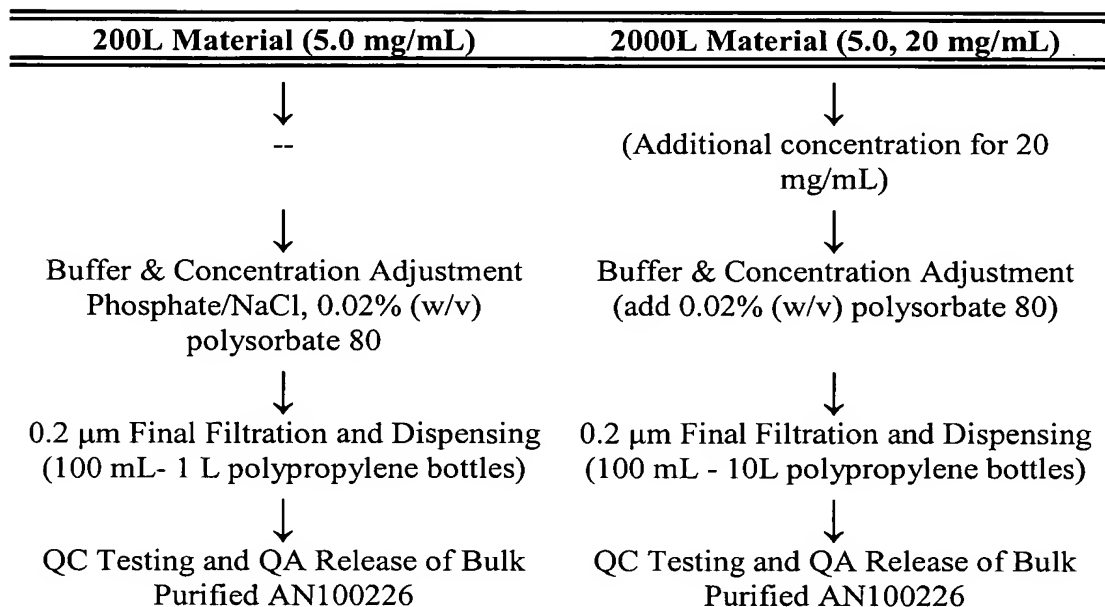 200L Material (5.0 mg/mL) 2000L Material (5.0, 20 mg/mL)
↓ ↓
-- (Additional concentration for 20
mg/mL)
↓ ↓
Buffer & Concentration Adjustment Buffer & Concentration Adjustment
Phosphate/NaCl, 0.02% (w/v) (add 0.02% (w/v) polysorbate 80)
polysorbate 80
↓ ↓
0.2 μm Final Filtration and Dispensing 0.2 μm Final Filtration and Dispensing
(100 mL- 1 L polypropylene bottles) (100 mL - 10L polypropylene bottles)
↓ ↓
QC Testing and QA Release of Bulk QC Testing and QA Release of Bulk
Purified AN100226 Purified AN100226